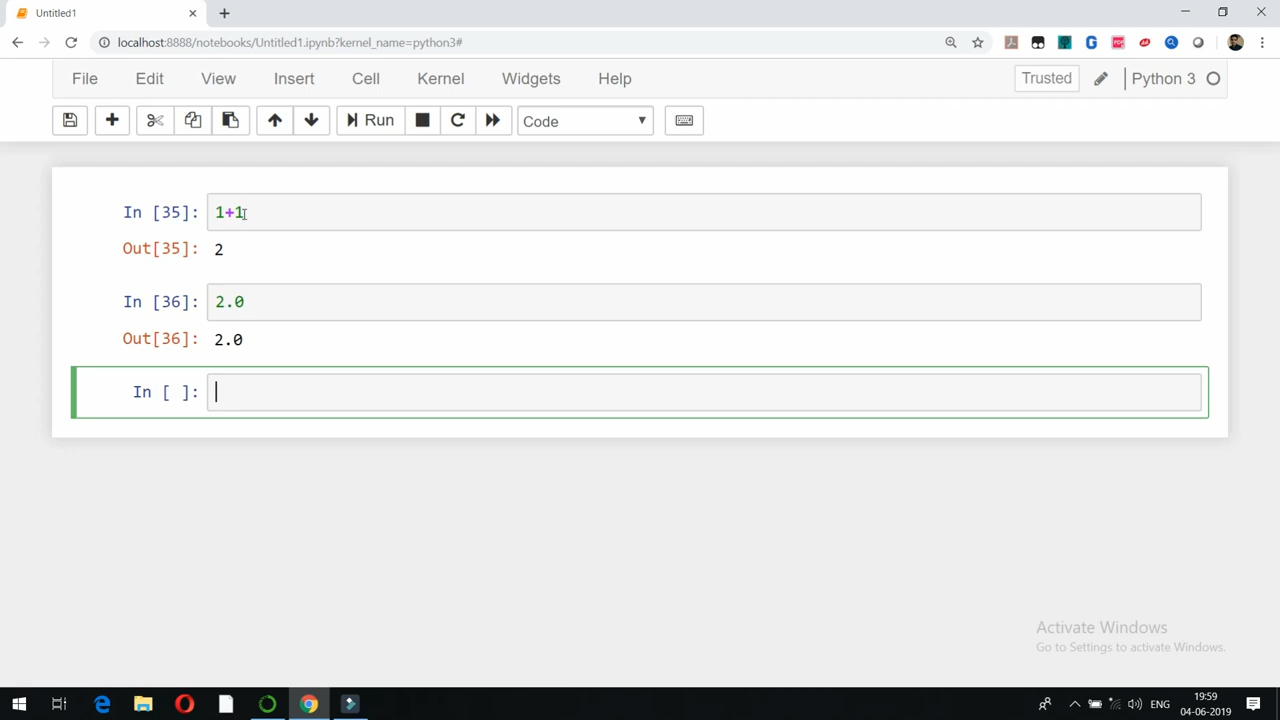 Untitled1
localhost:8888/notebooks/Untitled1.ipynb?kernel_name=python3#
File Edit View Insert Cell Kernel Widgets Help Trusted Python 3
Run Code
In [35]: 1+1
Out[35]: 2
In [36]: 2.0
Out[36]: 2.0
In [ ]:
Activate Windows
Go to Settings to activate Windows.
19:59
ENG
04-06-2019